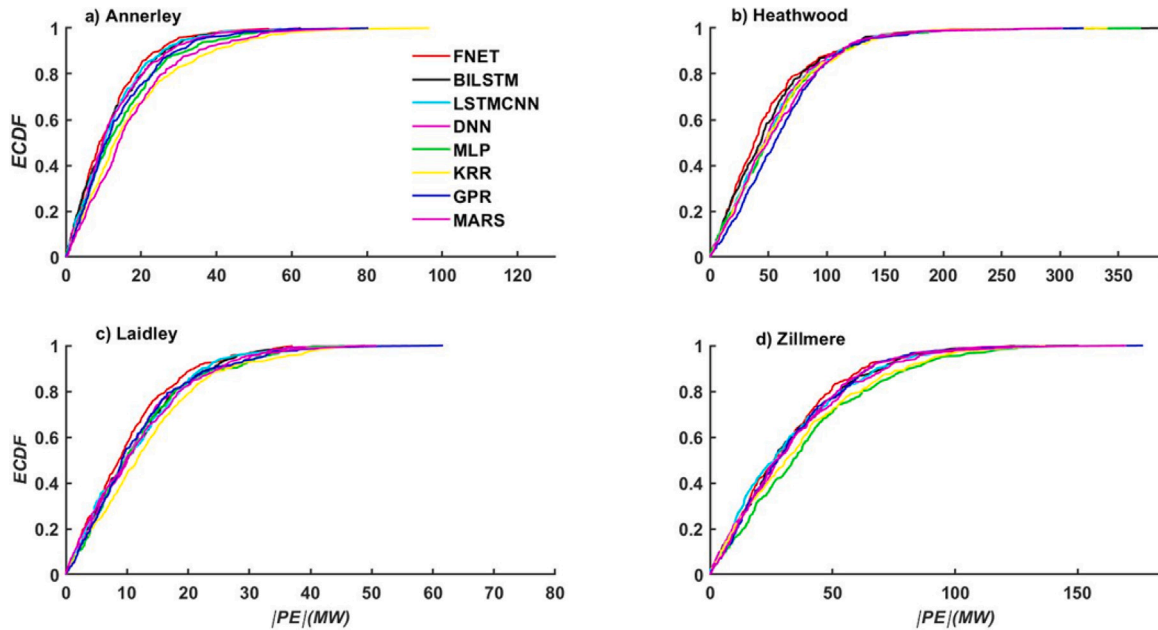 a) Annerley
ECDF
1
0.8
0.6
0.4
0.2
0
0 20 40 60 80 100 120
FNET
BILSTM
LSTMCNN
DNN
MLP
KRR
GPR
MARS
b) Heathwood
ECDF
1
0.8
0.6
0.4
0.2
0
0 50 100 150 200 250 300 350
c) Laidley
ECDF
1
0.8
0.6
0.4
0.2
0
0 10 20 30 40 50 60 70 80
|PE|(MW)
d) Zillmere
1
0.8
0.6
0.4
0.2
0
0 50 100 150
|PE|(MW)